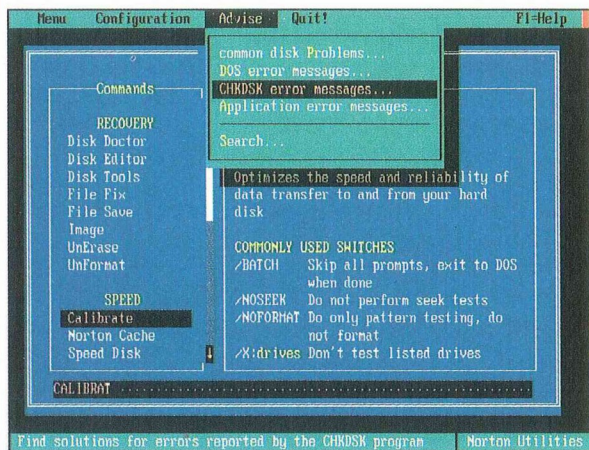 Menu Configuration Advise Quit! F1=Help
common disk Problems...
DOS error messages...
CHKDSK error messages...
Application error messages...
Search...
Commands
RECOVERY
Disk Doctor
Disk Editor
Disk Tools
File Fix
File Save
Image
UnErase
UnFormat
SPEED
Calibrate
Norton Cache
Speed Disk
Optimizes the speed and reliability of
data transfer to and from your hard
disk
COMMONLY USED SWITCHES
/BATCH Skip all prompts, exit to DOS
when done
/NOSEEK Do not perform seek tests
/NOFORMAT Do only pattern testing, do
not format
/X:drives Don't test listed drives
CALIBRAT
Find solutions for errors reported by the CHKDSK program Norton Utilities